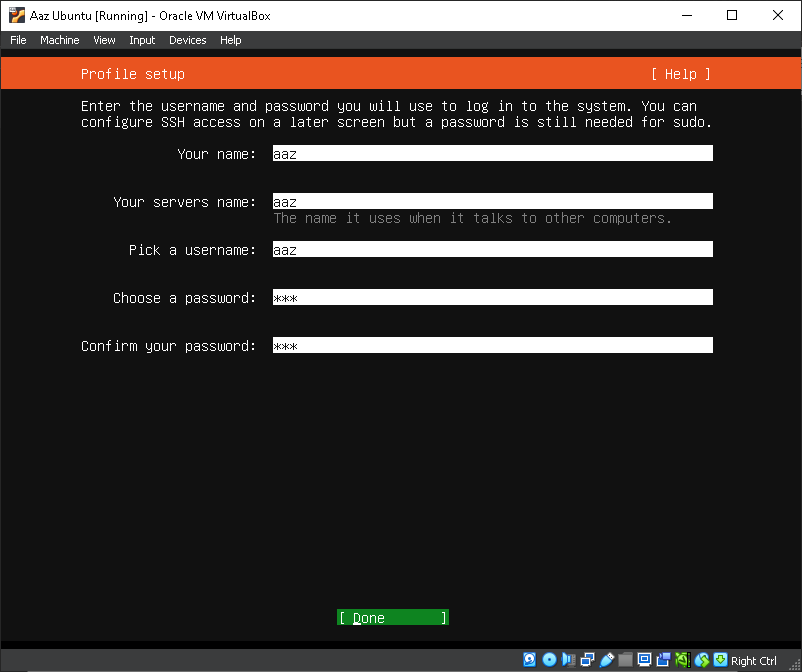 Aaz Ubuntu [Running] - Oracle VM VirtualBox
File Machine View Input Devices Help
Profile setup [ Help ]
Enter the username and password you will use to log in to the system. You can
configure SSH access on a later screen but a password is still needed for sudo.
Your name: aaz
Your servers name: aaz
The name it uses when it talks to other computers.
Pick a username: aaz
Choose a password: ***
Confirm your password: ***
[ Done ]
Right Ctrl